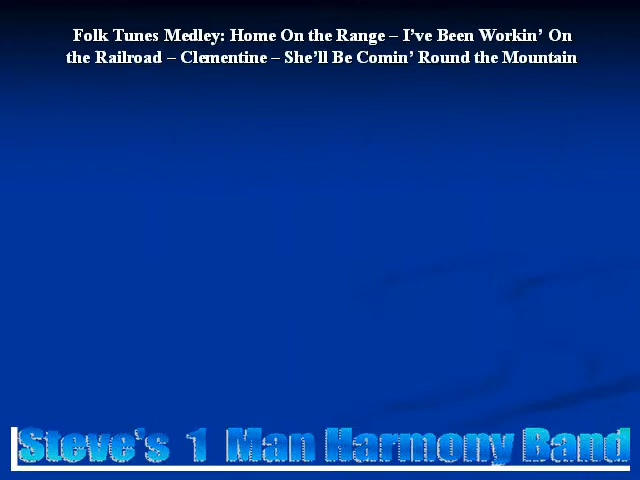 Folk Tunes Medley: Home On the Range – I’ve Been Workin’ On
the Railroad – Clementine – She’ll Be Comin’ Round the Mountain
Steve's 1 Man Harmony Band